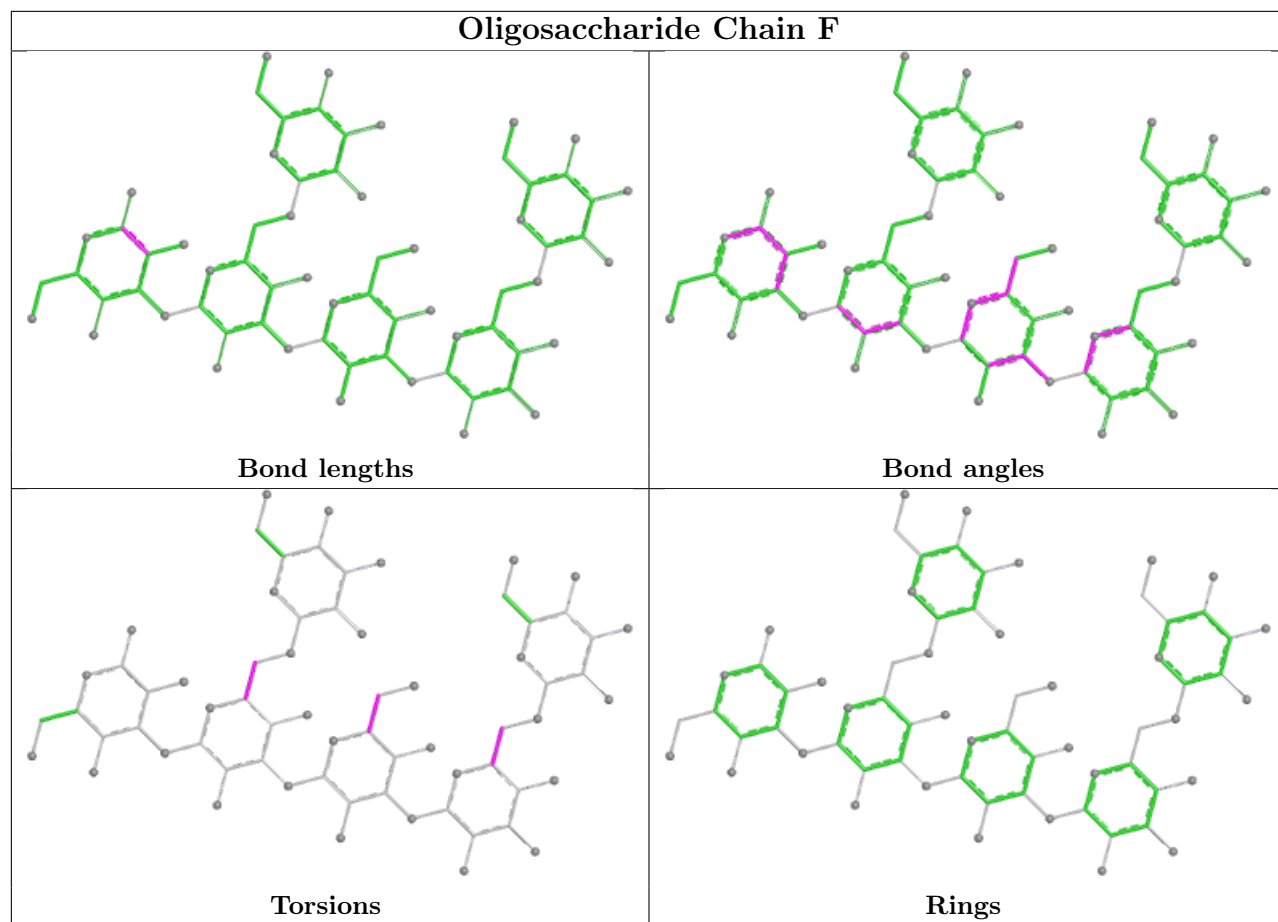 Oligosaccharide Chain F
Bond lengths
Bond angles
Torsions
Rings